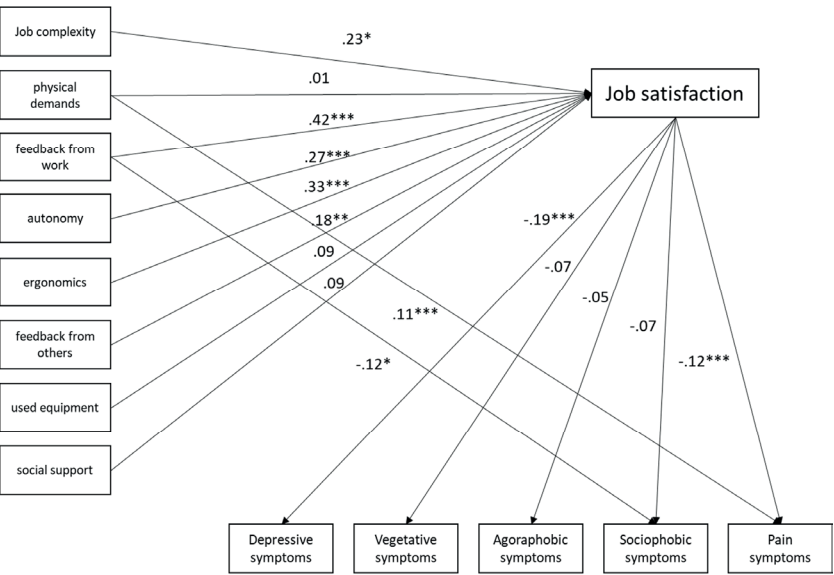 Job complexity
.23*
physical
demands
.01
Job satisfaction
.42***
feedback from
work
.27***
.33***
autonomy
.18**
-.19***
.09
-.07
ergonomics
.09
-.05
.11***
-.07
feedback from
others
-.12*
-.12***
used equipment
social support
Depressive
symptoms
Vegetative
symptoms
Agoraphobic
symptoms
Sociophobic
symptoms
Pain
symptoms